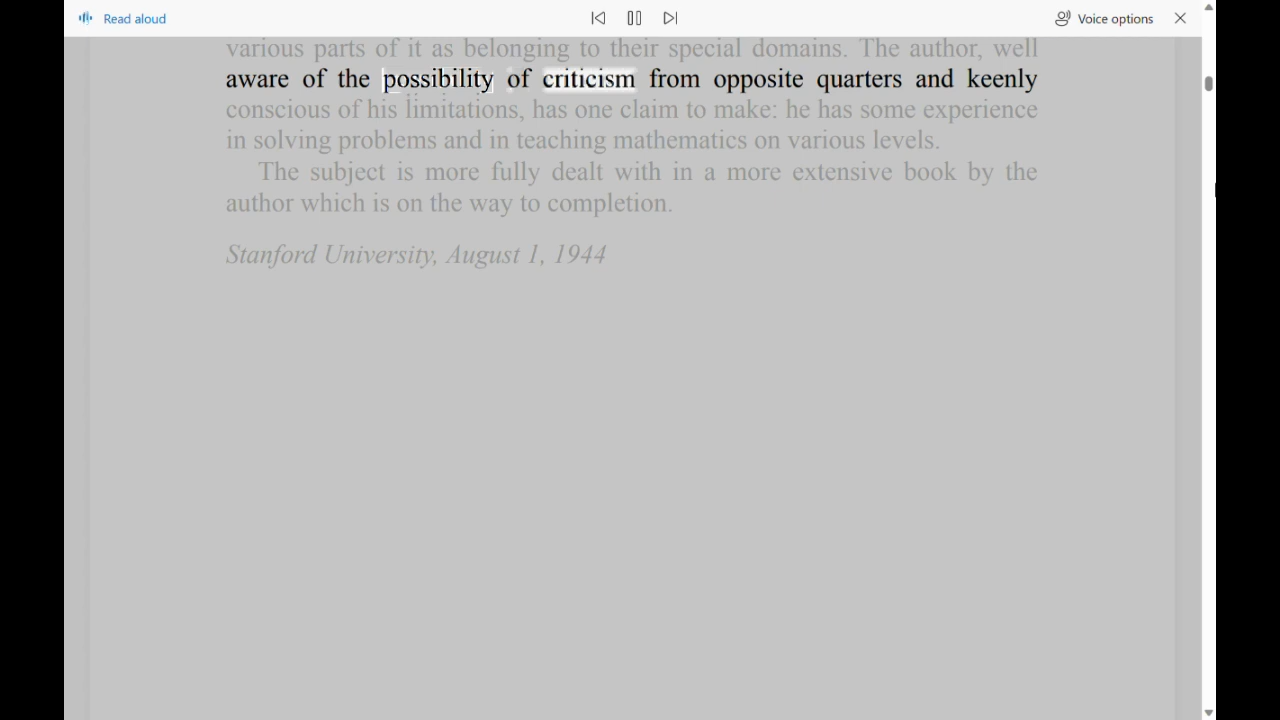 Read aloud
Voice options
various parts of it as belonging to their special domains. The author, well
aware of the possibility of criticism from opposite quarters and keenly
conscious of his limitations, has one claim to make: he has some experience
in solving problems and in teaching mathematics on various levels.
The subject is more fully dealt with in a more extensive book by the
author which is on the way to completion.
Stanford University, August 1, 1944